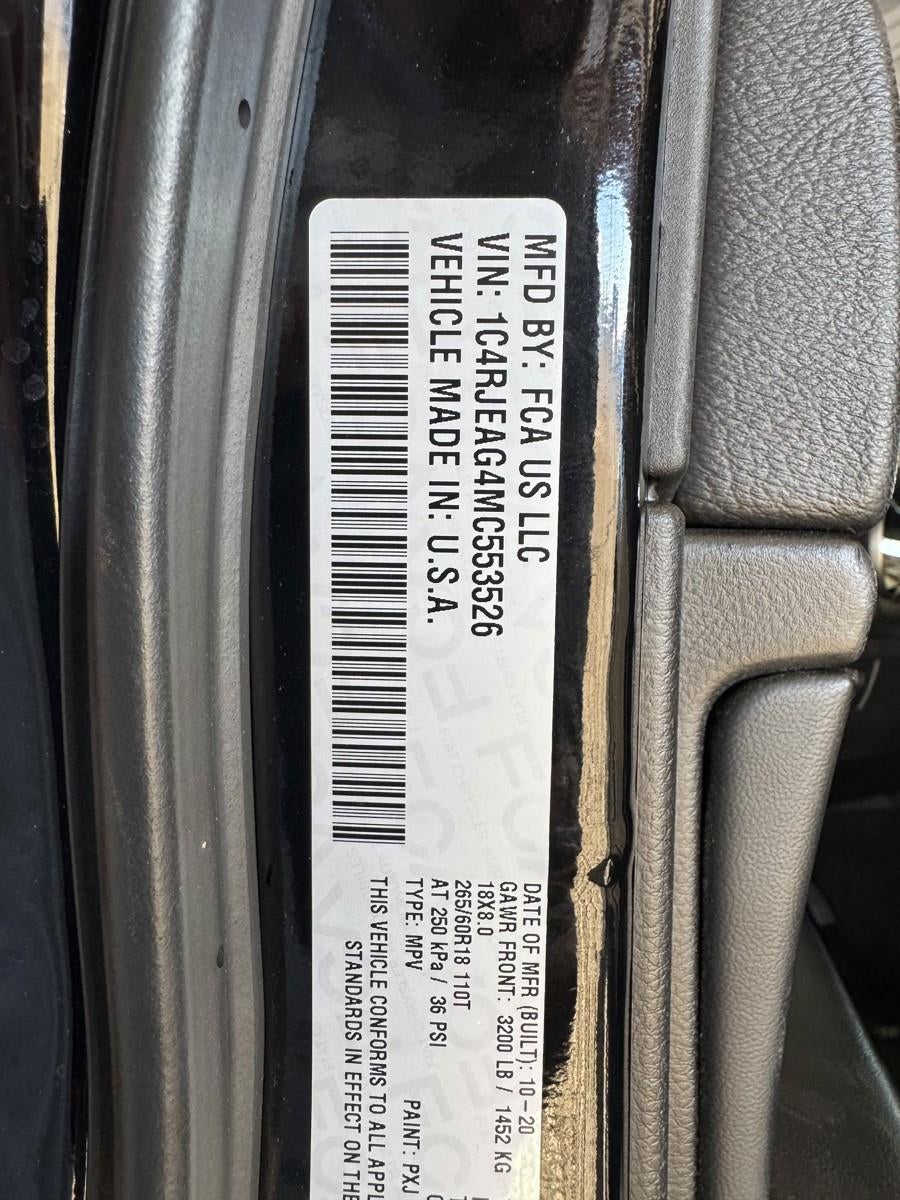 MFD BY: FCA US LLC
VIN: 1C4RJEAG4MC553526
VEHICLE MADE IN: U.S.A.
DATE OF MFR (BUILT): 10-20
GAWR FRONT: 3200 LB / 1452 KG
18X8.0
265/60R18 110T
AT 250 kPa / 36 PSI
TYPE: MPV PAINT: PXJ
THIS VEHICLE CONFORMS TO ALL APPL
STANDARDS IN EFFECT ON THE